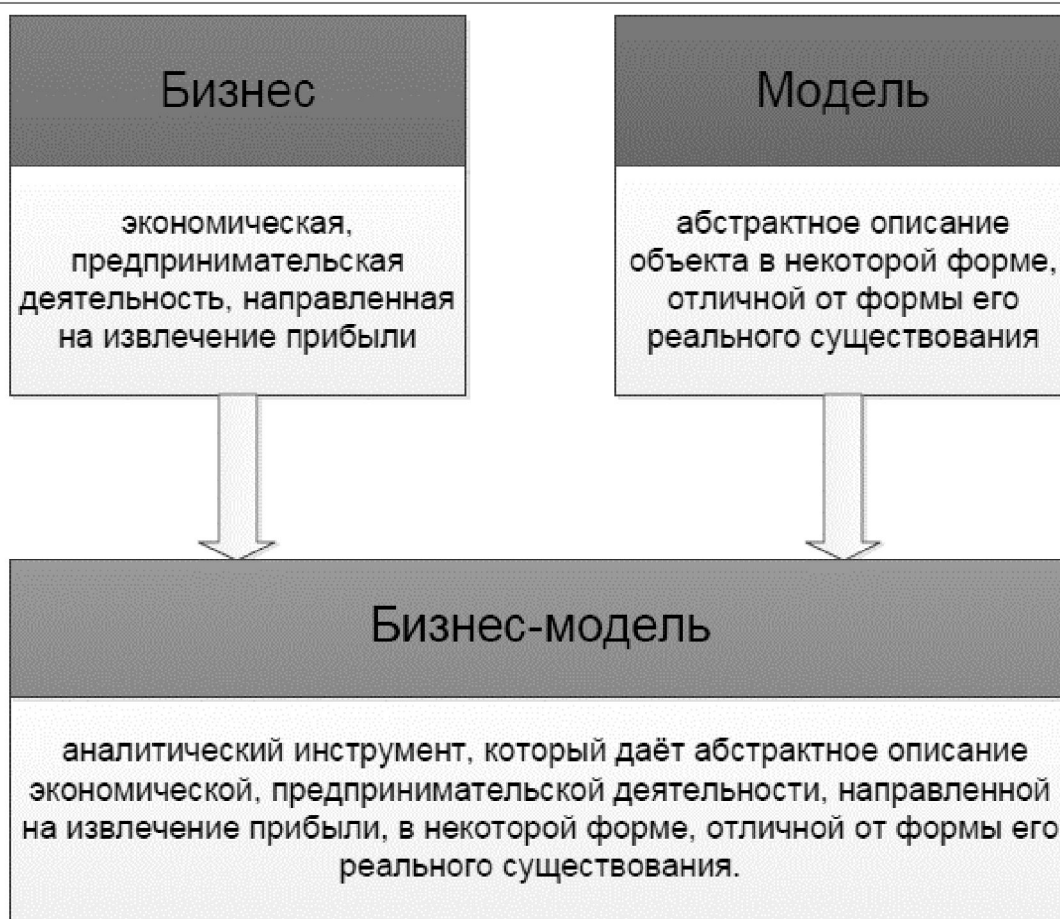 Бизнес
экономическая,
предпринимательская
деятельность, направленная
на извлечение прибыли
Модель
абстрактное описание
объекта в некоторой форме,
отличной от формы его
реального существования
Бизнес-модель
аналитический инструмент, который даёт абстрактное описание
экономической, предпринимательской деятельности, направленной
на извлечение прибыли, в некоторой форме, отличной от формы его
реального существования.